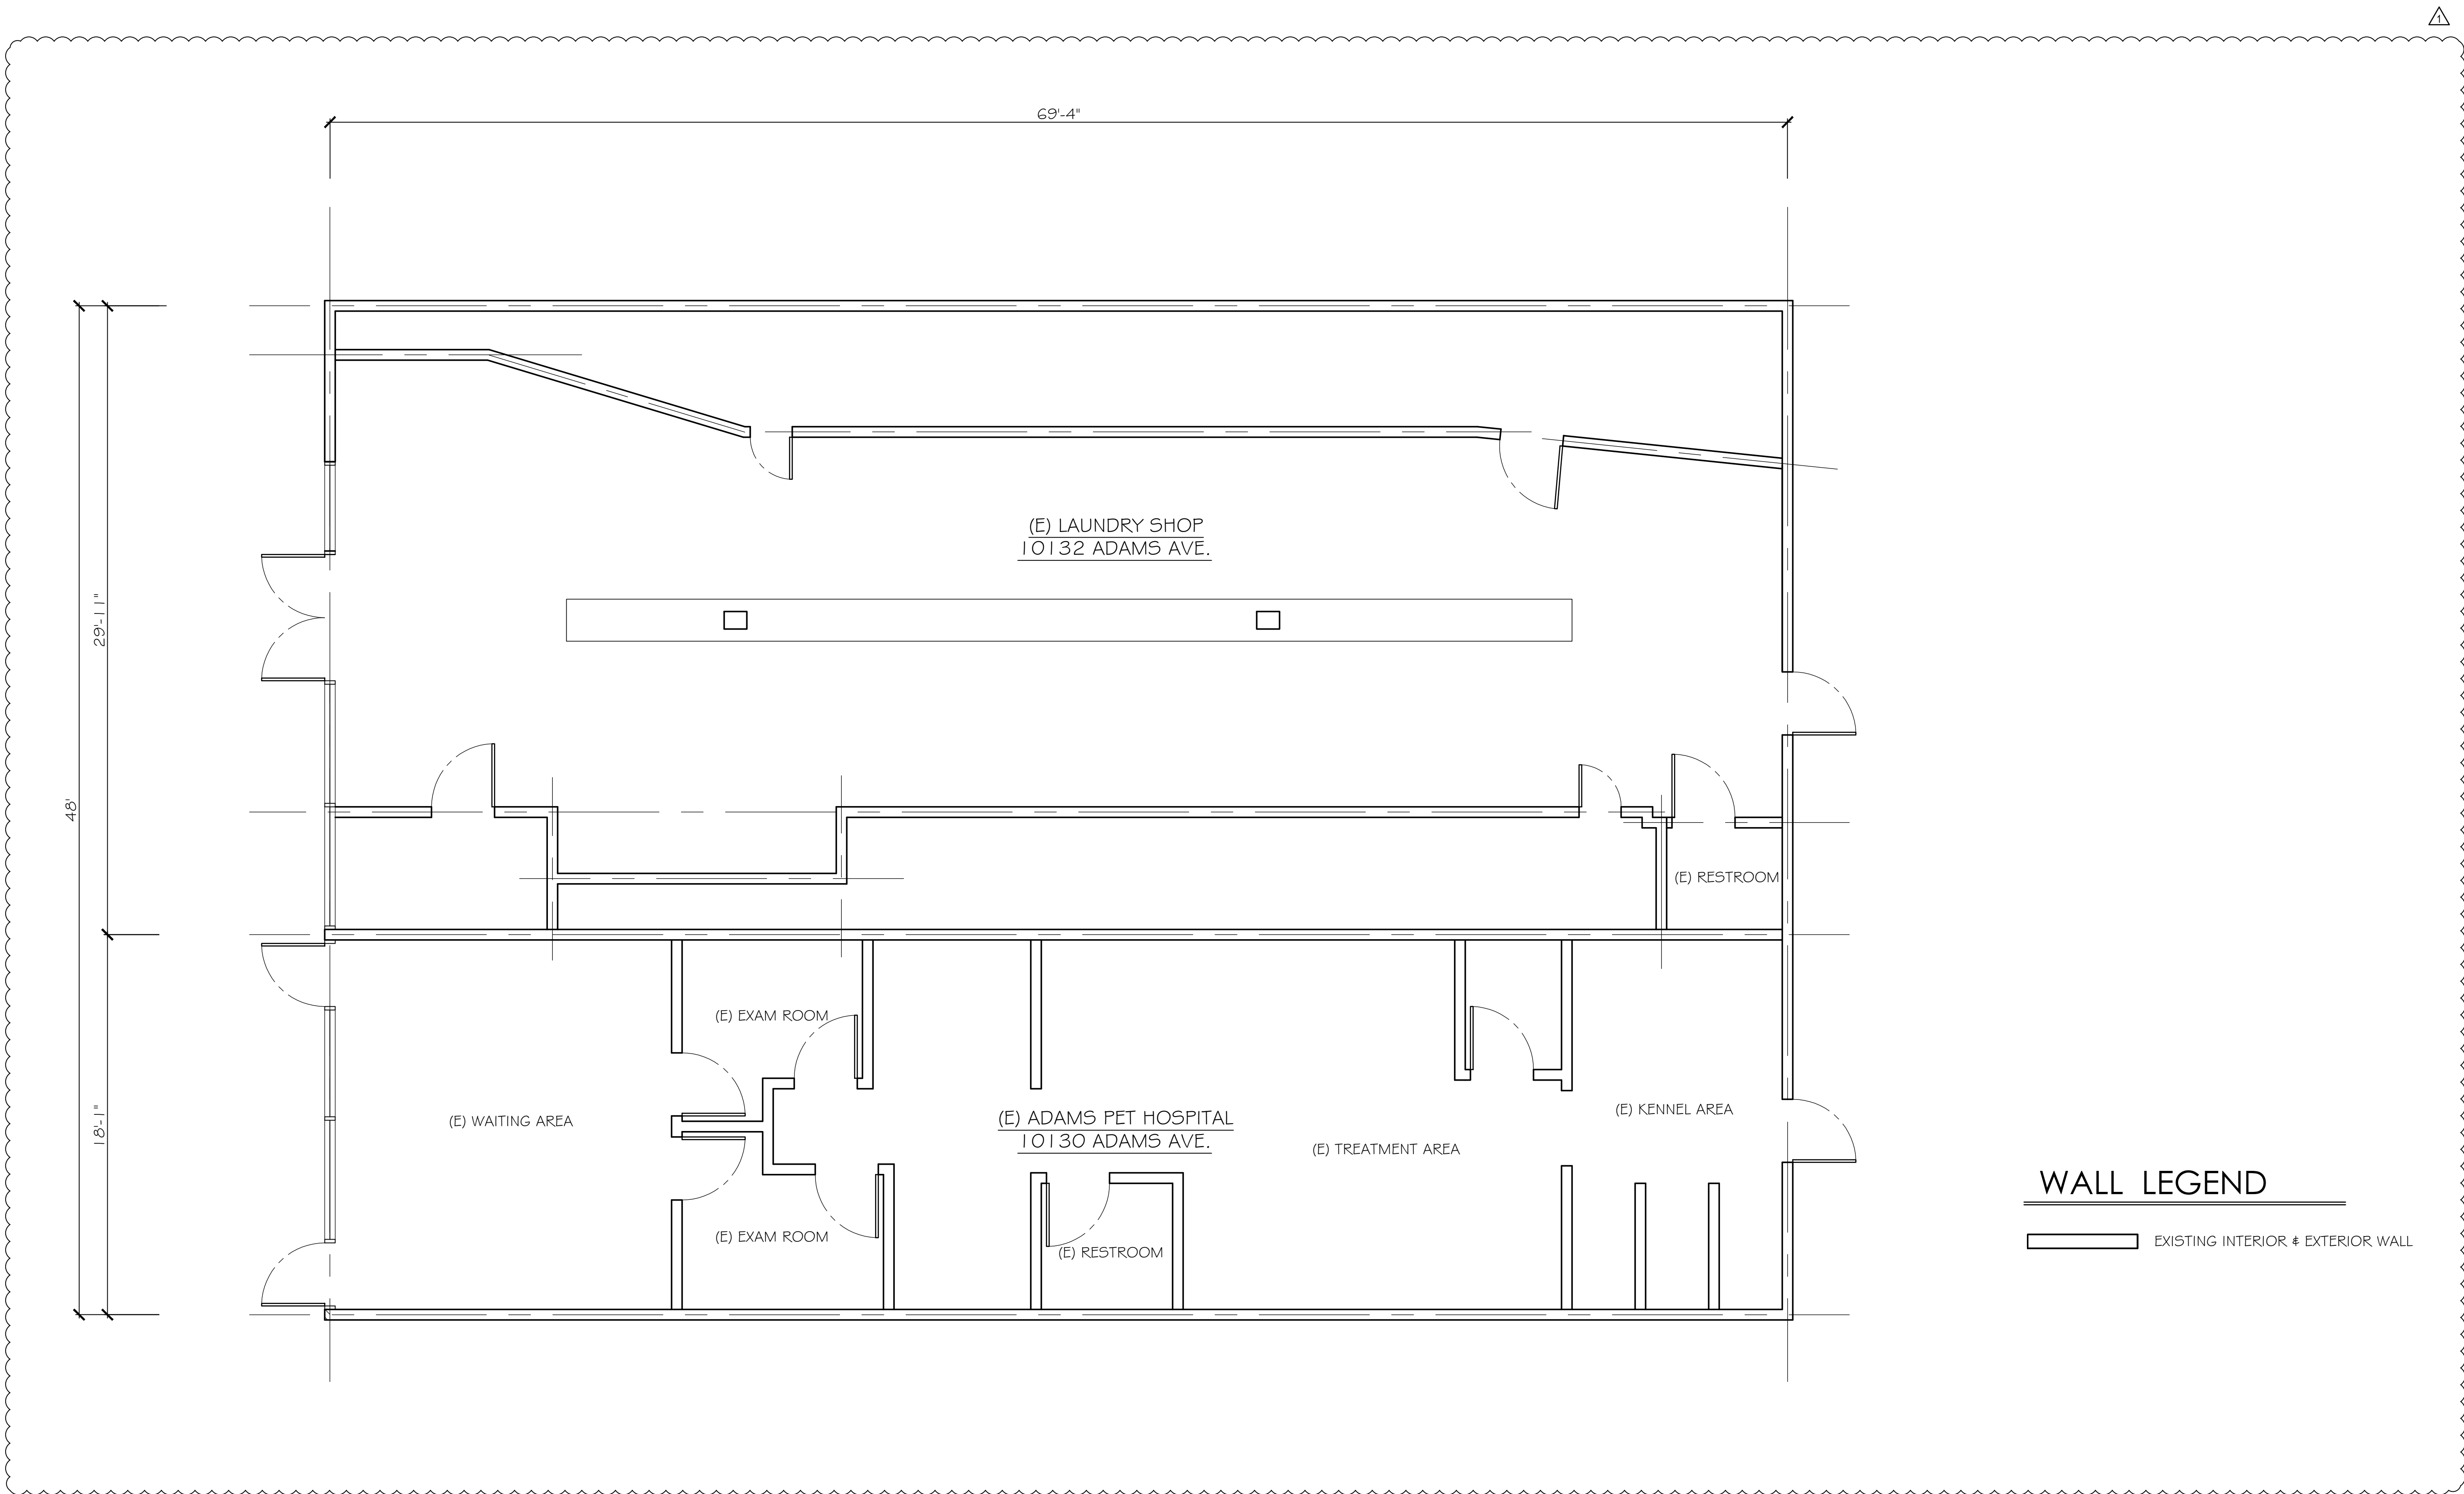 1
69'-4"
(E) LAUNDRY SHOP
10132 ADAMS AVE.
29'-11"
48'
(E) RESTROOM
(E) EXAM ROOM
(E) WAITING AREA
(E) ADAMS PET HOSPITAL
10130 ADAMS AVE.
(E) KENNEL AREA
18'-1"
(E) TREATMENT AREA
(E) EXAM ROOM
(E) RESTROOM
WALL LEGEND
EXISTING INTERIOR & EXTERIOR WALL